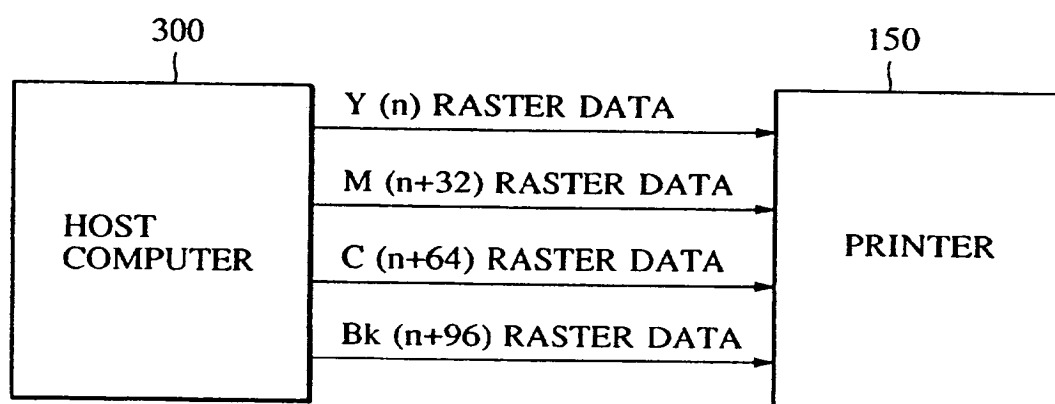 300
150
Y (n) RASTER DATA
M (n+32) RASTER DATA
HOST
COMPUTER
PRINTER
C (n+64) RASTER DATA
Bk (n+96) RASTER DATA